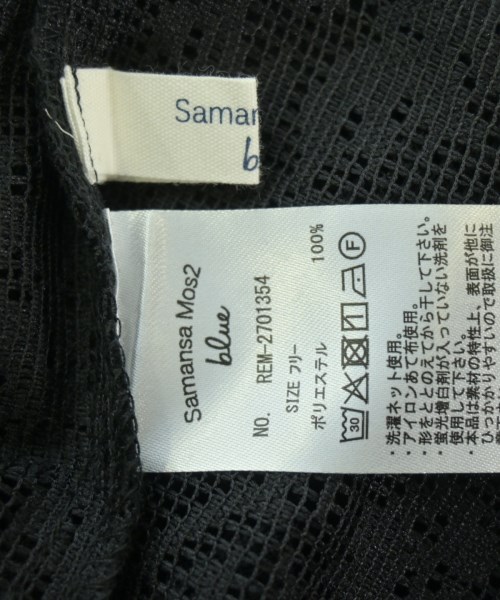 Saman
b
Samansa Mos2
blue
NO. REM-2701354
SIZE フリー
ポリエステル 100%
30 F
・洗濯ネット使用。
・アイロンあて布使用。
・形をととのえてから干して下さい。
・蛍光増白剤が入っていない洗剤を
使用して下さい。
・本品は素材の特性上、表面が他に
ひっかかりやすいので取扱に御注